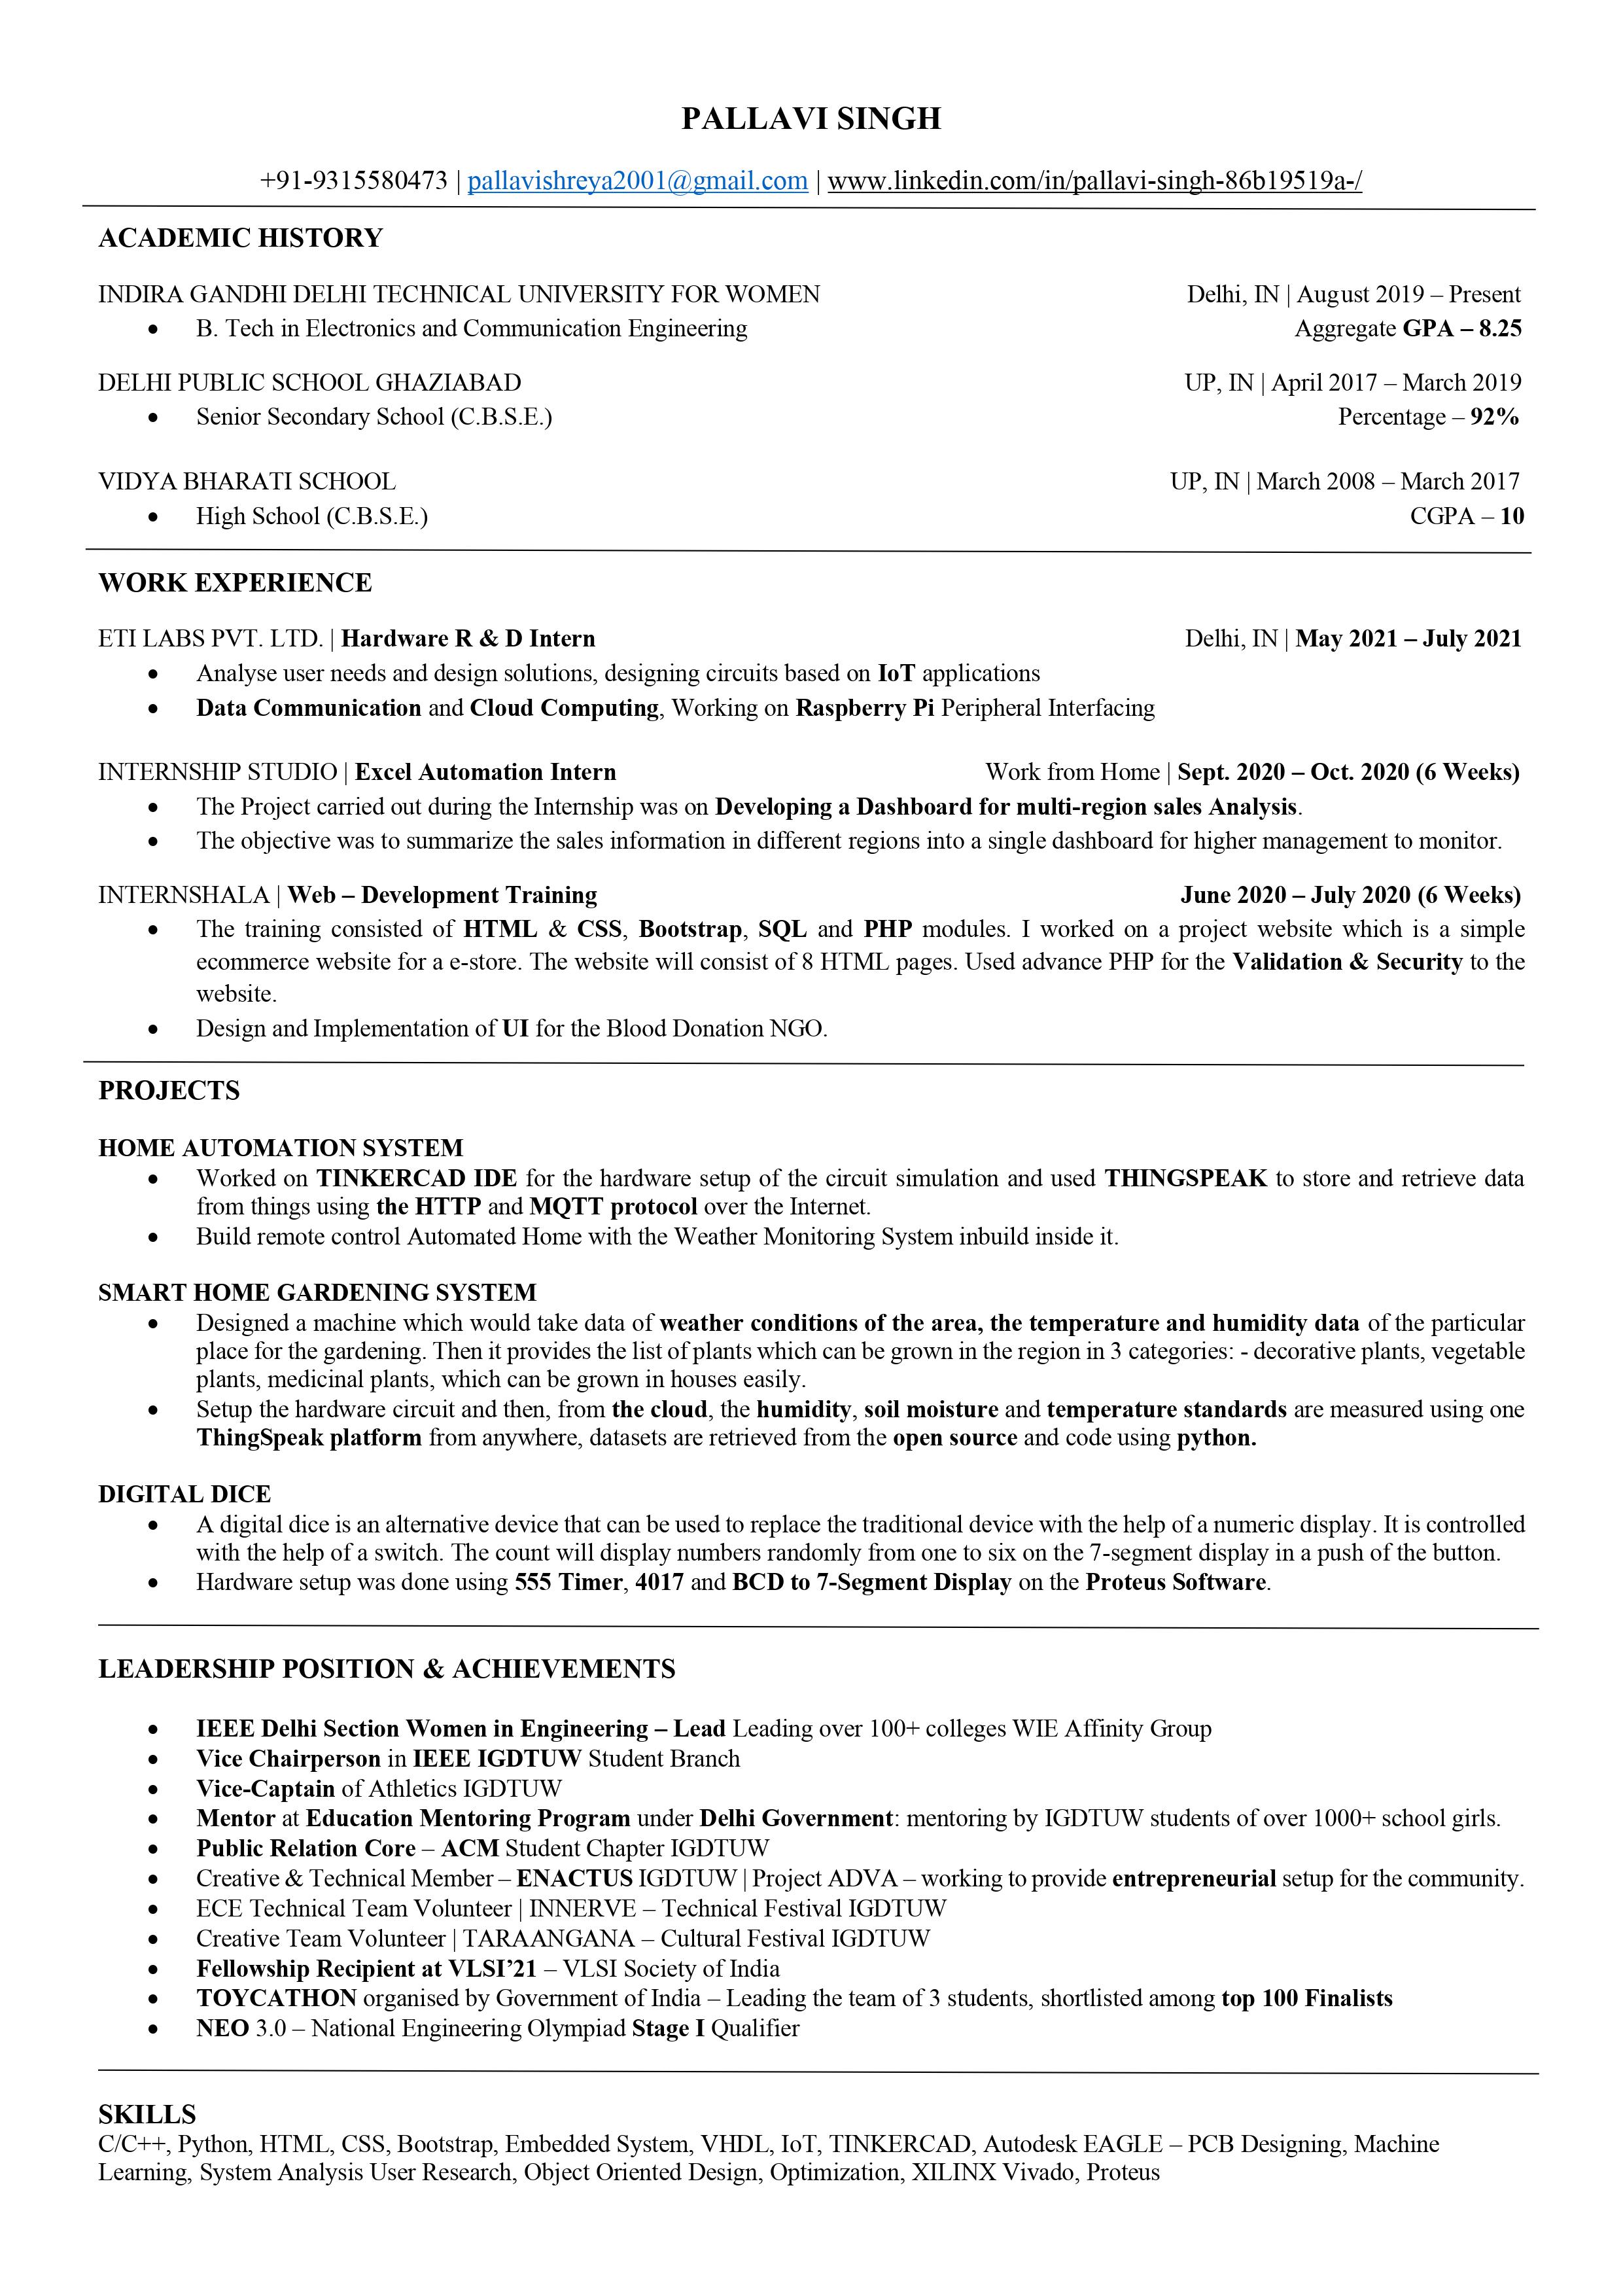 PALLAVI SINGH
+91-9315580473 | pallavishreya2001@gmail.com | www.linkedin.com/in/pallavi-singh-86b19519a-/
ACADEMIC HISTORY
INDIRA GANDHI DELHI TECHNICAL UNIVERSITY FOR WOMEN Delhi, IN | August 2019 – Present
• B. Tech in Electronics and Communication Engineering Aggregate GPA – 8.25
DELHI PUBLIC SCHOOL GHAZIABAD UP, IN | April 2017 – March 2019
• Senior Secondary School (C.B.S.E.) Percentage – 92%
VIDYA BHARATI SCHOOL UP, IN | March 2008 – March 2017
• High School (C.B.S.E.) CGPA – 10
WORK EXPERIENCE
ETI LABS PVT. LTD. | Hardware R & D Intern Delhi, IN | May 2021 – July 2021
• Analyse user needs and design solutions, designing circuits based on IoT applications
• Data Communication and Cloud Computing, Working on Raspberry Pi Peripheral Interfacing
INTERNSHIP STUDIO | Excel Automation Intern Work from Home | Sept. 2020 – Oct. 2020 (6 Weeks)
• The Project carried out during the Internship was on Developing a Dashboard for multi-region sales Analysis.
• The objective was to summarize the sales information in different regions into a single dashboard for higher management to monitor.
INTERNSHALA | Web – Development Training June 2020 – July 2020 (6 Weeks)
• The training consisted of HTML & CSS, Bootstrap, SQL and PHP modules. I worked on a project website which is a simple
ecommerce website for a e-store. The website will consist of 8 HTML pages. Used advance PHP for the Validation & Security to the
website.
• Design and Implementation of UI for the Blood Donation NGO.
PROJECTS
HOME AUTOMATION SYSTEM
• Worked on TINKERCAD IDE for the hardware setup of the circuit simulation and used THINGSPEAK to store and retrieve data
from things using the HTTP and MQTT protocol over the Internet.
• Build remote control Automated Home with the Weather Monitoring System inbuild inside it.
SMART HOME GARDENING SYSTEM
• Designed a machine which would take data of weather conditions of the area, the temperature and humidity data of the particular
place for the gardening. Then it provides the list of plants which can be grown in the region in 3 categories: - decorative plants, vegetable
plants, medicinal plants, which can be grown in houses easily.
• Setup the hardware circuit and then, from the cloud, the humidity, soil moisture and temperature standards are measured using one
ThingSpeak platform from anywhere, datasets are retrieved from the open source and code using python.
DIGITAL DICE
• A digital dice is an alternative device that can be used to replace the traditional device with the help of a numeric display. It is controlled
with the help of a switch. The count will display numbers randomly from one to six on the 7-segment display in a push of the button.
• Hardware setup was done using 555 Timer, 4017 and BCD to 7-Segment Display on the Proteus Software.
LEADERSHIP POSITION & ACHIEVEMENTS
• IEEE Delhi Section Women in Engineering – Lead Leading over 100+ colleges WIE Affinity Group
• Vice Chairperson in IEEE IGDTUW Student Branch
• Vice-Captain of Athletics IGDTUW
• Mentor at Education Mentoring Program under Delhi Government: mentoring by IGDTUW students of over 1000+ school girls.
• Public Relation Core – ACM Student Chapter IGDTUW
• Creative & Technical Member – ENACTUS IGDTUW | Project ADVA – working to provide entrepreneurial setup for the community.
• ECE Technical Team Volunteer | INNERVE – Technical Festival IGDTUW
• Creative Team Volunteer | TARAANGANA – Cultural Festival IGDTUW
• Fellowship Recipient at VLSI’21 – VLSI Society of India
• TOYCATHON organised by Government of India – Leading the team of 3 students, shortlisted among top 100 Finalists
• NEO 3.0 – National Engineering Olympiad Stage I Qualifier
SKILLS
C/C++, Python, HTML, CSS, Bootstrap, Embedded System, VHDL, IoT, TINKERCAD, Autodesk EAGLE – PCB Designing, Machine
Learning, System Analysis User Research, Object Oriented Design, Optimization, XILINX Vivado, Proteus